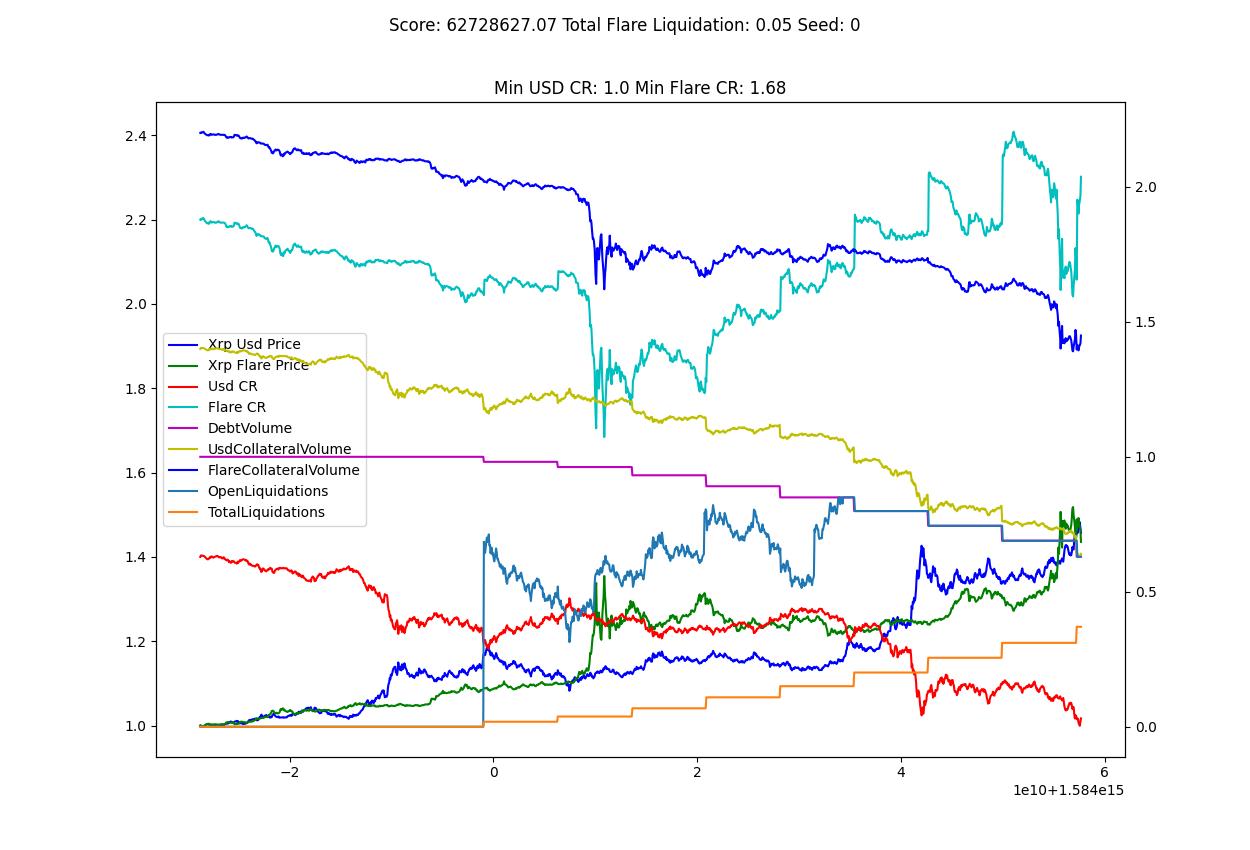 Score: 62728627.07 Total Flare Liquidation: 0.05 Seed: 0
Min USD CR: 1.0 Min Flare CR: 1.68
2.4
2.2
2.0
1.8
1.6
1.4
1.2
1.0
Xrp Usd Price
Xrp Flare Price
Usd CR
Flare CR
DebtVolume
UsdCollateralVolume
FlareCollateralVolume
OpenLiquidations
TotalLiquidations
2.0
1.5
1.0
0.5
0.0
−2 0 2 4 6
1e10+1.584e15